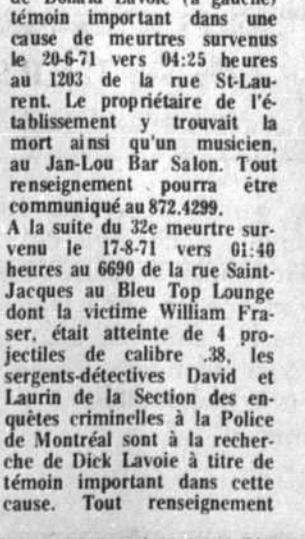 de Donald Lavoie (à gauche)
témoin important dans une
cause de meurtres survenus
le 20-6-71 vers 04:25 heures
au 1203 de la rue St-Lau-
rent. Le propriétaire de l'é-
tablissement y trouvait la
mort ainsi qu'un musicien,
au Jan-Lou Bar Salon. Tout
renseignement pourra être
communiqué au 872.4299.
A la suite du 32e meurtre sur-
venu le 17-8-71 vers 01:40
heures au 6690 de la rue Saint-
Jacques au Bleu Top Lounge
dont la victime William Fra-
ser, était atteinte de 4 pro-
jectiles de calibre .38, les
sergents-détectives David et
Laurin de la Section des en-
quêtes criminelles à la Police
de Montréal sont à la recher-
che de Dick Lavoie à titre de
témoin important dans cette
cause. Tout renseignement